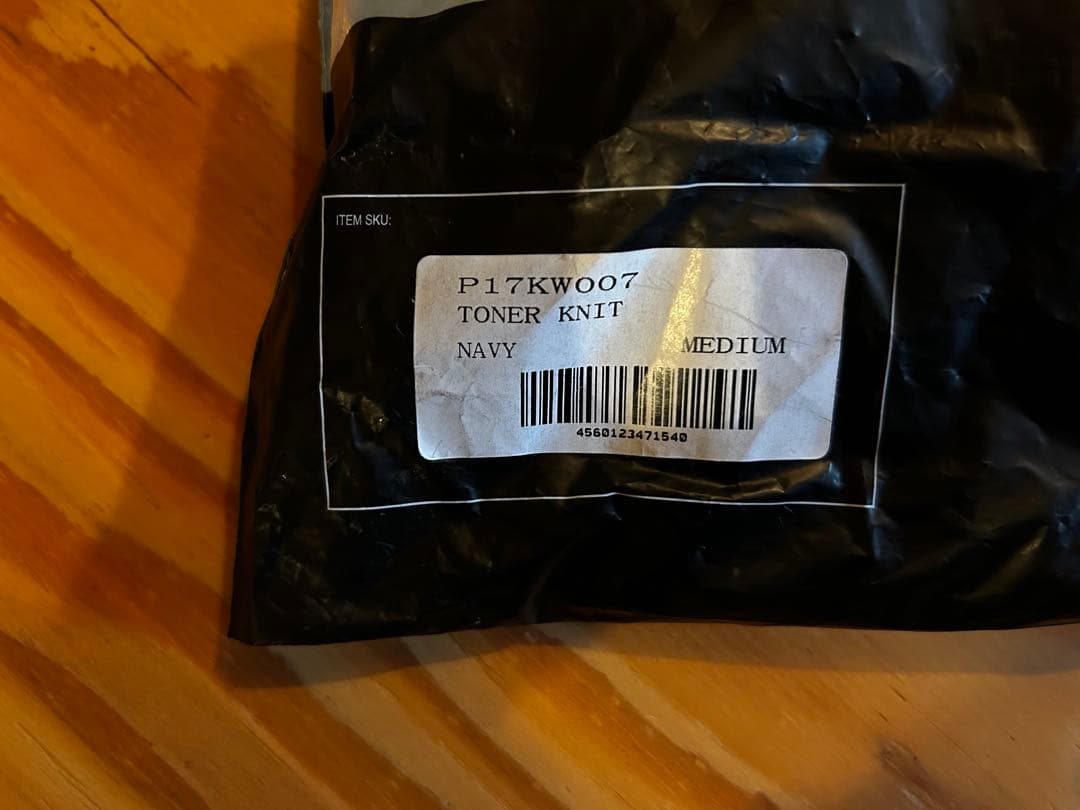 ITEM SKU:
P17KW007
TONER KNIT
NAVY MEDIUM
4560123471540